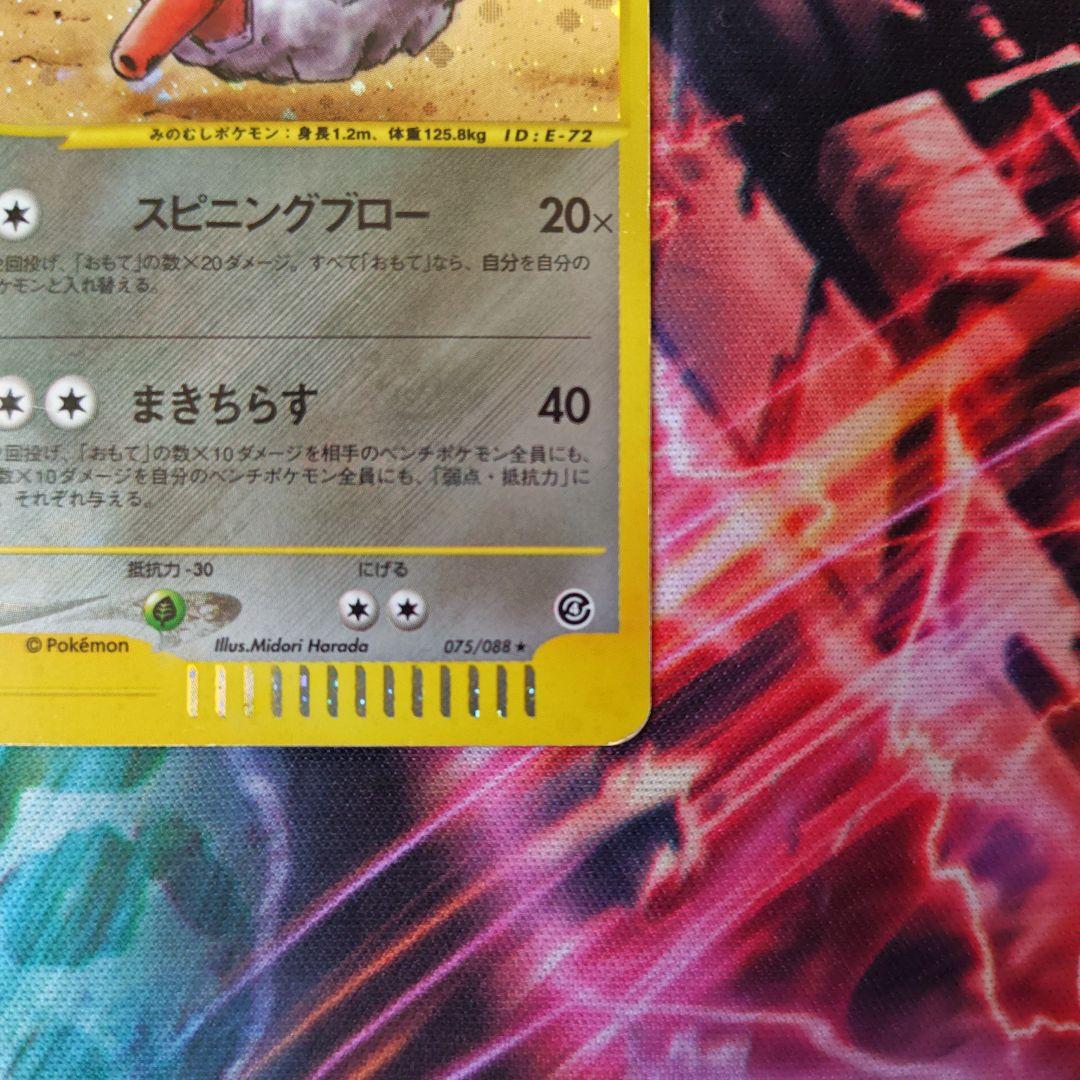 みのむしポケモン：身長1.2m、体重125.8kg ID:E-72
スピニングブロー 20×
2回投げ、「おもて」の数×20ダメージ。すべて「おもて」なら、自分を自分の
ケモンと入れ替える。
まきちらす 40
2回投げ、「おもて」の数×10ダメージを相手のベンチポケモン全員にも、
数×10ダメージを自分のベンチポケモン全員にも、「弱点・抵抗力」に
、それぞれ与える。
抵抗力 -30 にげる
©Pokémon Illus.Midori Harada 075/088 ★